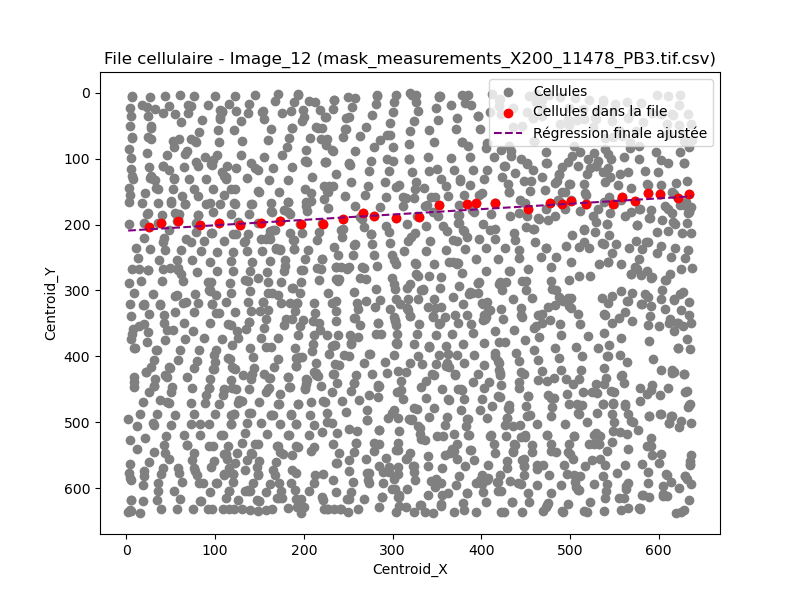 File cellulaire - Image_12 (mask_measurements_X200_11478_PB3.tif.csv)
Cellules
Cellules dans la file
Régression finale ajustée
0
100
200
300
400
500
600
Centroid_Y
0 100 200 300 400 500 600
Centroid_X